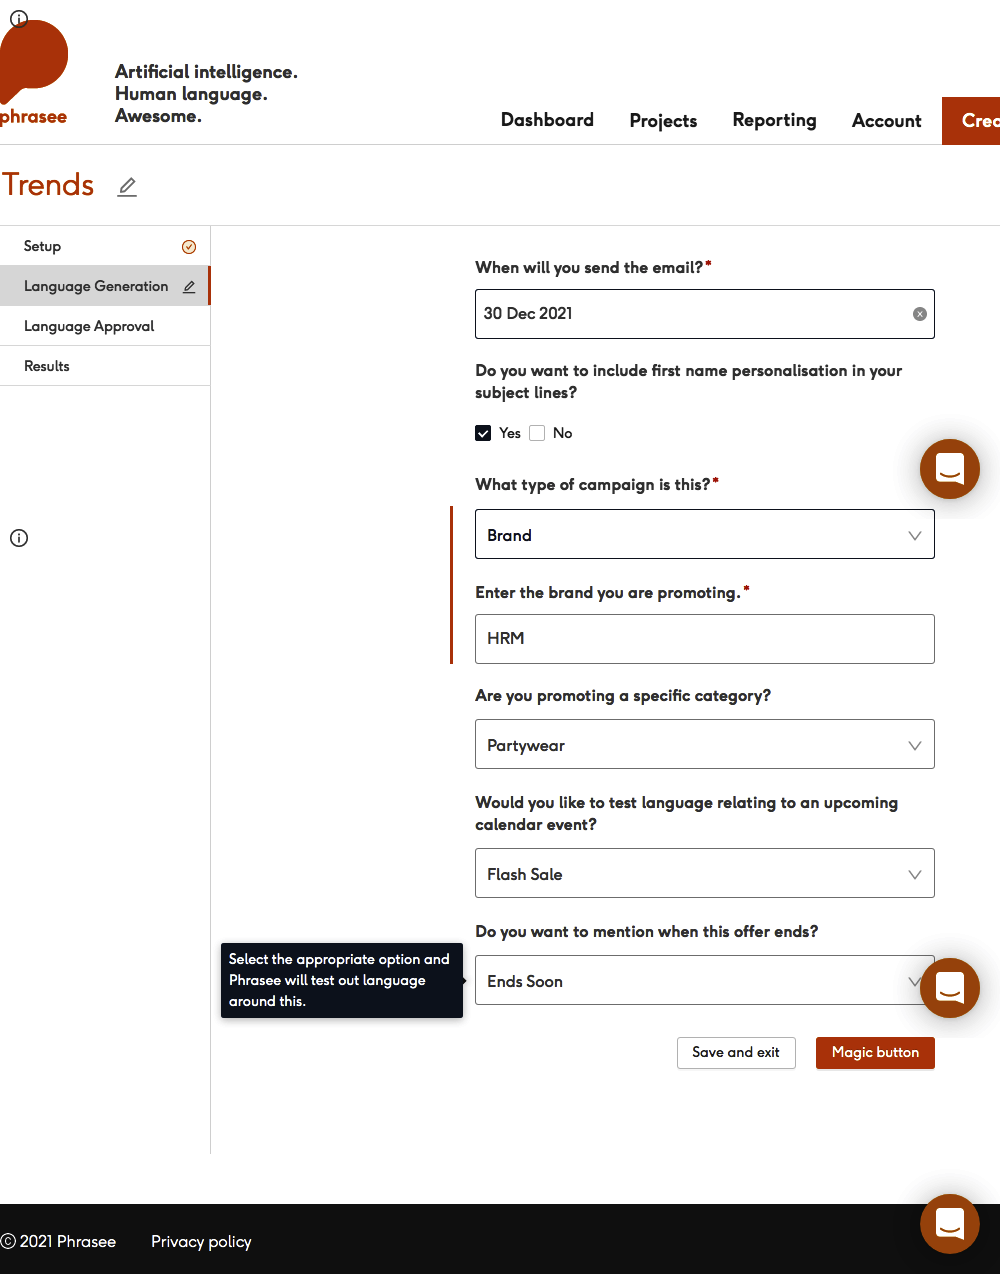 phrasee
Artificial intelligence.
Human language.
Awesome.
Dashboard
Projects
Reporting
Account
Trends
Setup
Language Generation
Language Approval
Results
When will you send the email?*
30 Dec 2021
Do you want to include first name personalisation in your
subject lines?
Yes
No
What type of campaign is this?*
Brand
Enter the brand you are promoting.*
HRM
Are you promoting a specific category?
Partywear
Would you like to test language relating to an upcoming
calendar event?
Flash Sale
Do you want to mention when this offer ends?
Select the appropriate option and
Phrasee will test out language
around this.
Ends Soon
Save and exit
Magic button
© 2021 Phrasee
Privacy policy